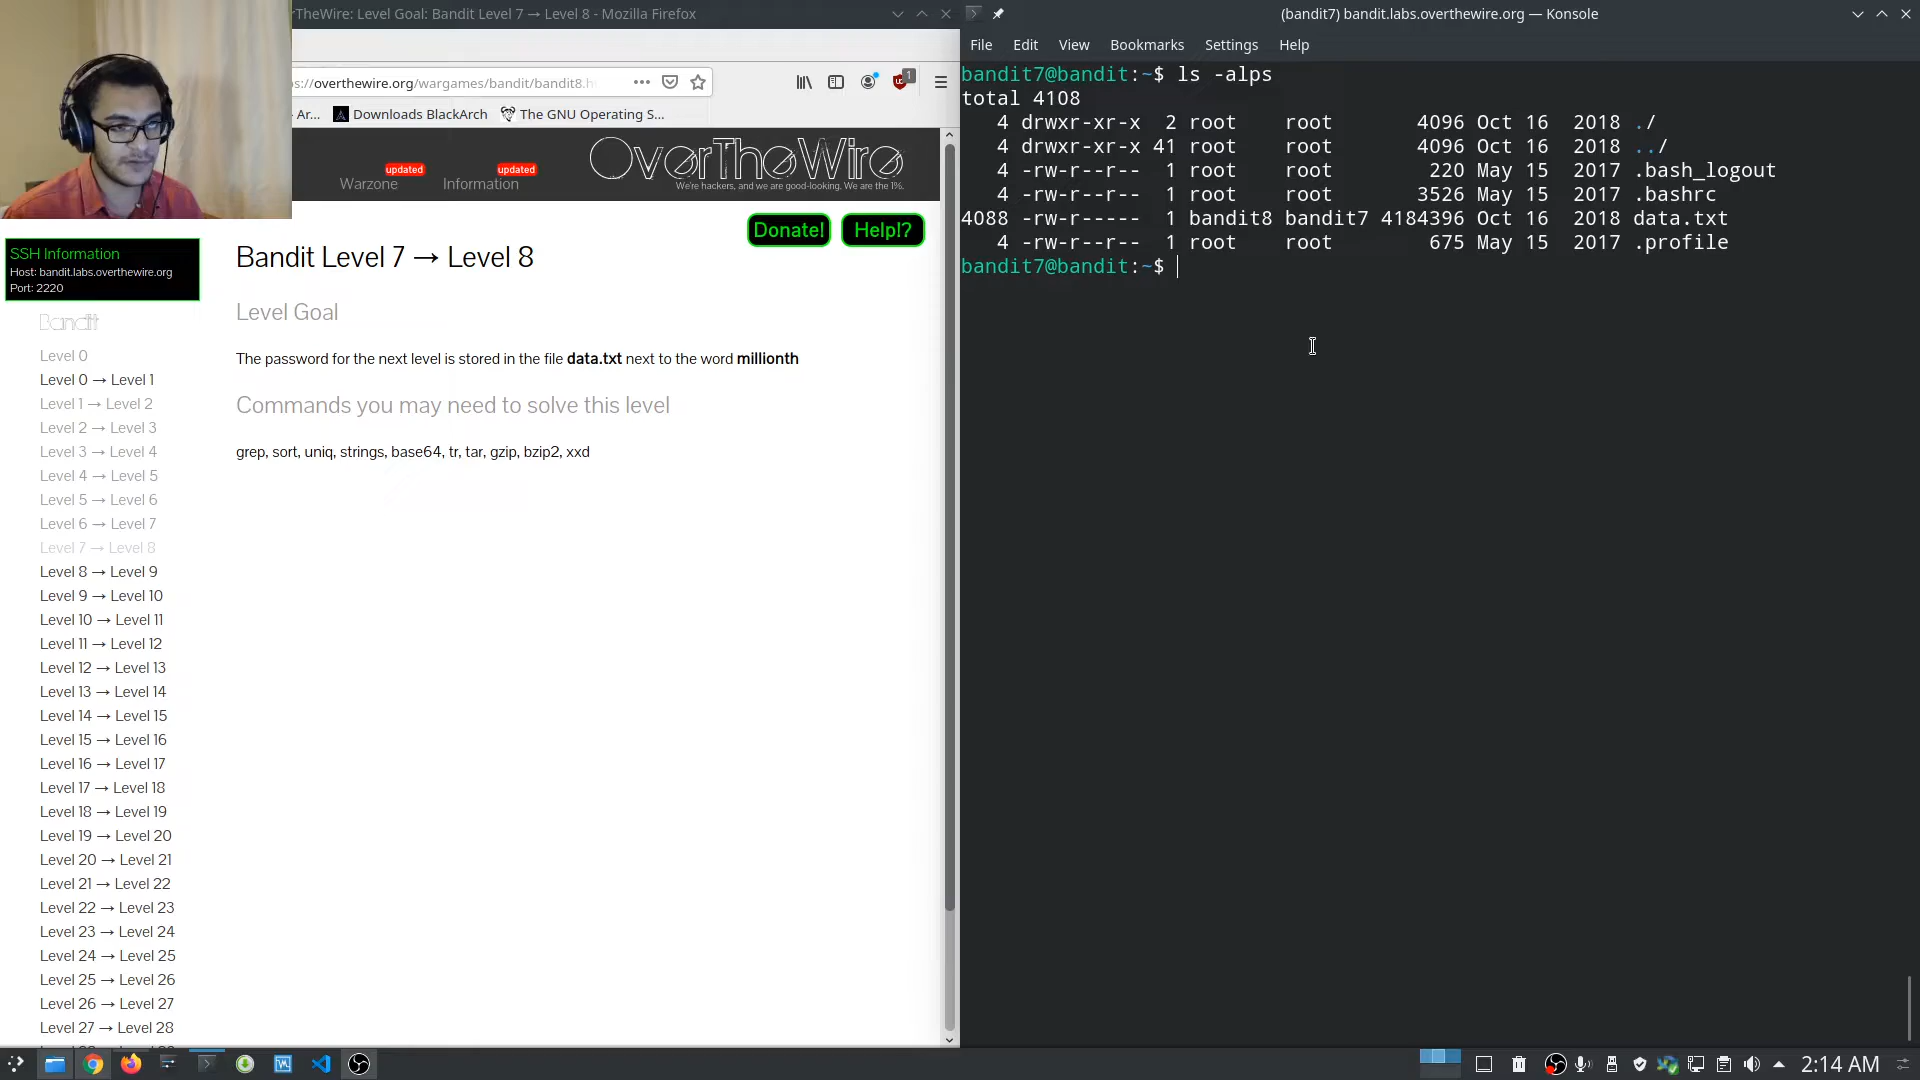 TheWire: Level Goal: Bandit Level 7 → Level 8 - Mozilla Firefox
s://overthewire.org/wargames/bandit/bandit8.h
1
Ar...
Downloads BlackArch
The GNU Operating S...
updated
updated
Warzone
Information
OverTheWire
We're hackers, and we are good-looking. We are the 1%.
Donate!
Help!?
SSH Information
Host: bandit.labs.overthewire.org
Port: 2220
Bandit
Level 0
Level 0 → Level 1
Level 1 → Level 2
Level 2 → Level 3
Level 3 → Level 4
Level 4 → Level 5
Level 5 → Level 6
Level 6 → Level 7
Level 7 → Level 8
Level 8 → Level 9
Level 9 → Level 10
Level 10 → Level 11
Level 11 → Level 12
Level 12 → Level 13
Level 13 → Level 14
Level 14 → Level 15
Level 15 → Level 16
Level 16 → Level 17
Level 17 → Level 18
Level 18 → Level 19
Level 19 → Level 20
Level 20 → Level 21
Level 21 → Level 22
Level 22 → Level 23
Level 23 → Level 24
Level 24 → Level 25
Level 25 → Level 26
Level 26 → Level 27
Level 27 → Level 28
Bandit Level 7 → Level 8
Level Goal
The password for the next level is stored in the file data.txt next to the word millionth
Commands you may need to solve this level
grep, sort, uniq, strings, base64, tr, tar, gzip, bzip2, xxd
(bandit7) bandit.labs.overthewire.org — Konsole
File Edit View Bookmarks Settings Help
bandit7@bandit:~$ ls -alps
total 4108
4 drwxr-xr-x 2 root root 4096 Oct 16 2018 ./
4 drwxr-xr-x 41 root root 4096 Oct 16 2018 ../
4 -rw-r--r-- 1 root root 220 May 15 2017 .bash_logout
4 -rw-r--r-- 1 root root 3526 May 15 2017 .bashrc
4088 -rw-r----- 1 bandit8 bandit7 4184396 Oct 16 2018 data.txt
4 -rw-r--r-- 1 root root 675 May 15 2017 .profile
bandit7@bandit:~$
2:14 AM